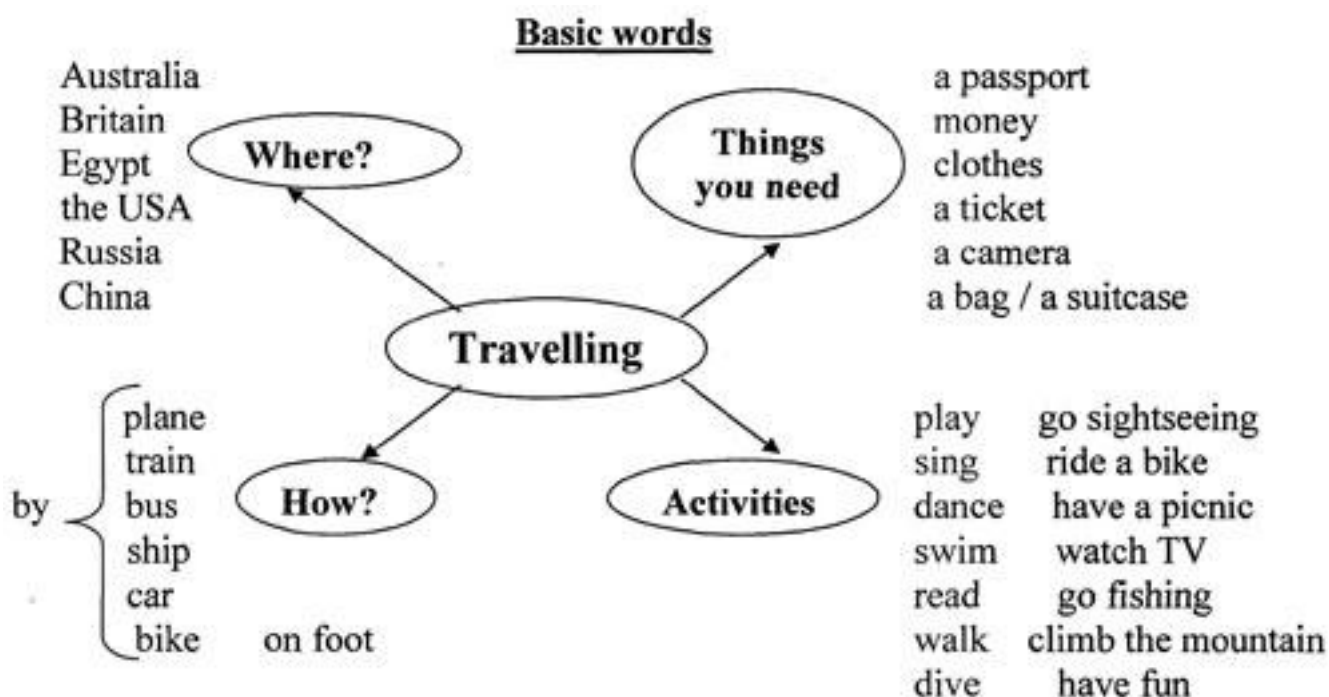 Basic words
Australia
Britain
Egypt
the USA
Russia
China
Where?
Things
you need
a passport
money
clothes
a ticket
a camera
a bag / a suitcase
Travelling
by
plane
train
bus
ship
car
bike on foot
How?
Activities
play go sightseeing
sing ride a bike
dance have a picnic
swim watch TV
read go fishing
walk climb the mountain
dive have fun